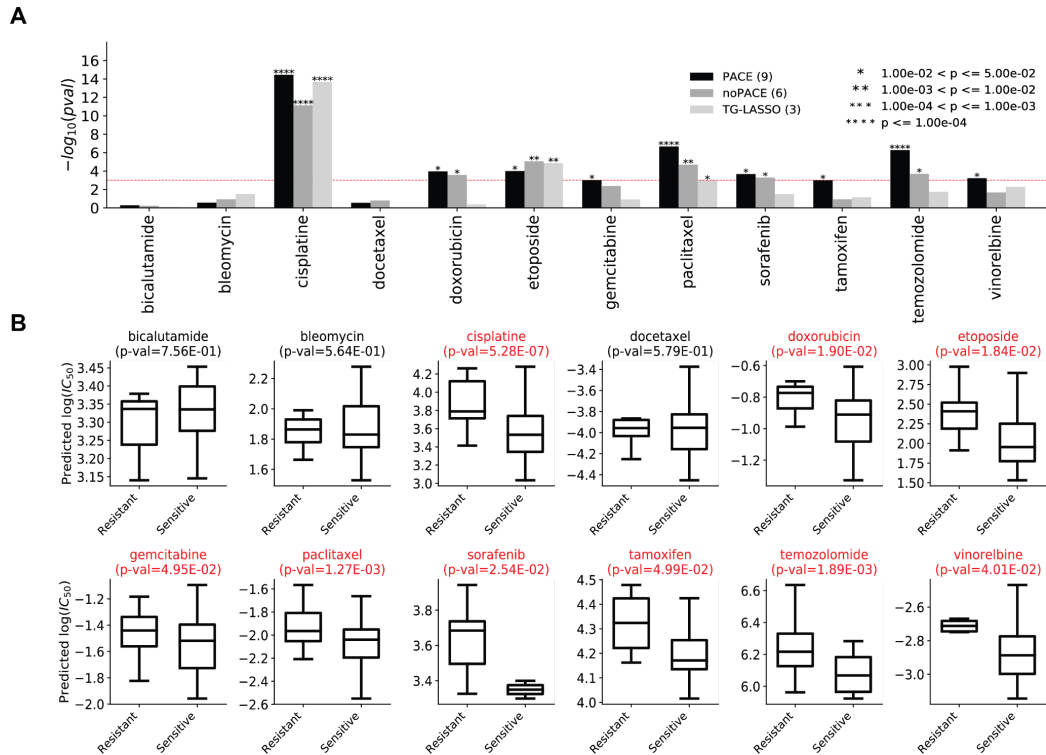 A
−log10(pval)
16
14
12
10
8
6
4
2
0
PACE (9)
noPACE (6)
TG-LASSO (3)
* 1.00e-02 < p <= 5.00e-02
** 1.00e-03 < p <= 1.00e-02
*** 1.00e-04 < p <= 1.00e-03
**** p <= 1.00e-04
**** **** ****
* *
* ** **
*
**** ** *
* *
*
**** *
*
bicalutamide
bleomycin
cisplatine
docetaxel
doxorubicin
etoposide
gemcitabine
paclitaxel
sorafenib
tamoxifen
temozolomide
vinorelbine
B
Predicted log(IC50)
bicalutamide
(p-val=7.56E-01)
3.45
3.40
3.35
3.30
3.25
3.20
3.15
Resistant
Sensitive
bleomycin
(p-val=5.64E-01)
2.2
2.0
1.8
1.6
Resistant
Sensitive
cisplatine
(p-val=5.28E-07)
4.2
4.0
3.8
3.6
3.4
3.2
3.0
Resistant
Sensitive
docetaxel
(p-val=5.79E-01)
−3.4
−3.6
−3.8
−4.0
−4.2
−4.4
Resistant
Sensitive
doxorubicin
(p-val=1.90E-02)
−0.6
−0.8
−1.0
−1.2
Resistant
Sensitive
etoposide
(p-val=1.84E-02)
3.00
2.75
2.50
2.25
2.00
1.75
1.50
Resistant
Sensitive
Predicted log(IC50)
gemcitabine
(p-val=4.95E-02)
−1.2
−1.4
−1.6
−1.8
−2.0
Resistant
Sensitive
paclitaxel
(p-val=1.27E-03)
−1.6
−1.8
−2.0
−2.2
−2.4
−2.6
Resistant
Sensitive
sorafenib
(p-val=2.54E-02)
3.8
3.6
3.4
Resistant
Sensitive
tamoxifen
(p-val=4.99E-02)
4.5
4.4
4.3
4.2
4.1
4.0
Resistant
Sensitive
temozolomide
(p-val=1.89E-03)
6.6
6.4
6.2
6.0
Resistant
Sensitive
vinorelbine
(p-val=4.01E-02)
−2.6
−2.8
−3.0
Resistant
Sensitive